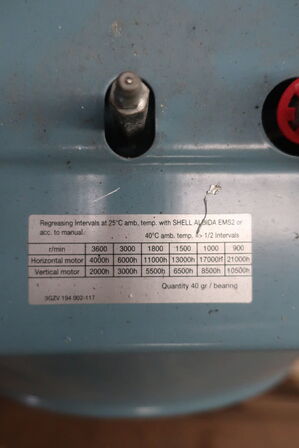 Regreasing Intervals at 25°C amb, temp. with SHELL ALBIDA EMS2 or
acc. to manual. 40°C amb, temp. => 1/2 Intervals
r/min 3600 3000 1800 1500 1000 900
Horizontal motor 4000h 6000h 11000h 13000h 17000h 21000h
Vertical motor 2000h 3000h 5500h 6500h 8500h 10500h
Quantity 40 gr / bearing
3GZV 194 002-117